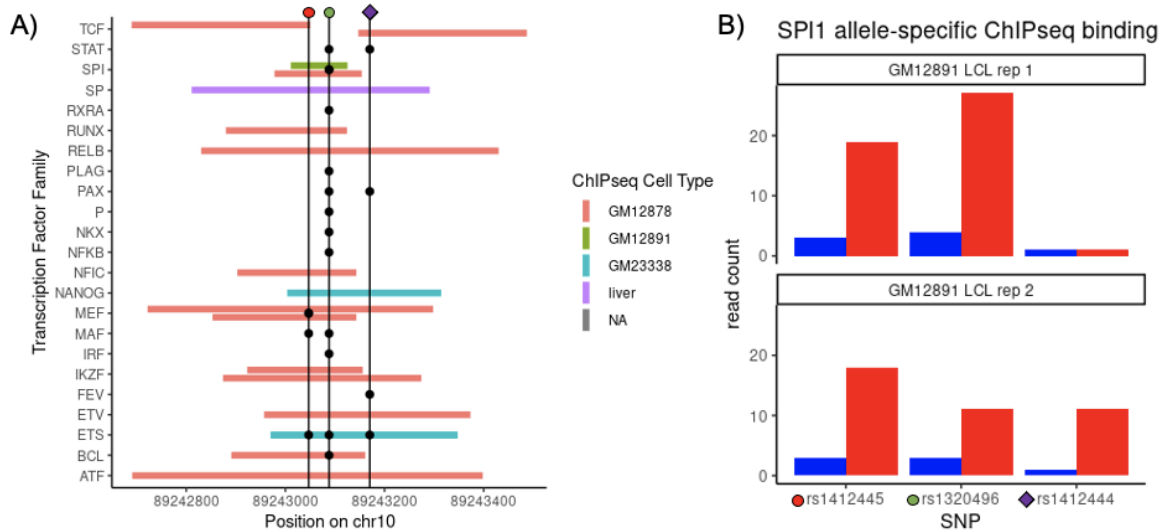 A)
TCF
STAT
SPI
SP
RXRA
RUNX
RELB
PLAG
PAX
P
NKX
NFKB
NFIC
NANOG
MEF
MAF
IRF
IKZF
FEV
ETV
ETS
BCL
ATF
Transcription Factor Family
89242800 89243000 89243200 89243400
Position on chr10
ChIPseq Cell Type
GM12878
GM12891
GM23338
liver
NA
B) SPI1 allele-specific ChIPseq binding
GM12891 LCL rep 1
20
10
0
GM12891 LCL rep 2
20
10
0
read count
rs1412445 rs1320496 rs1412444
SNP